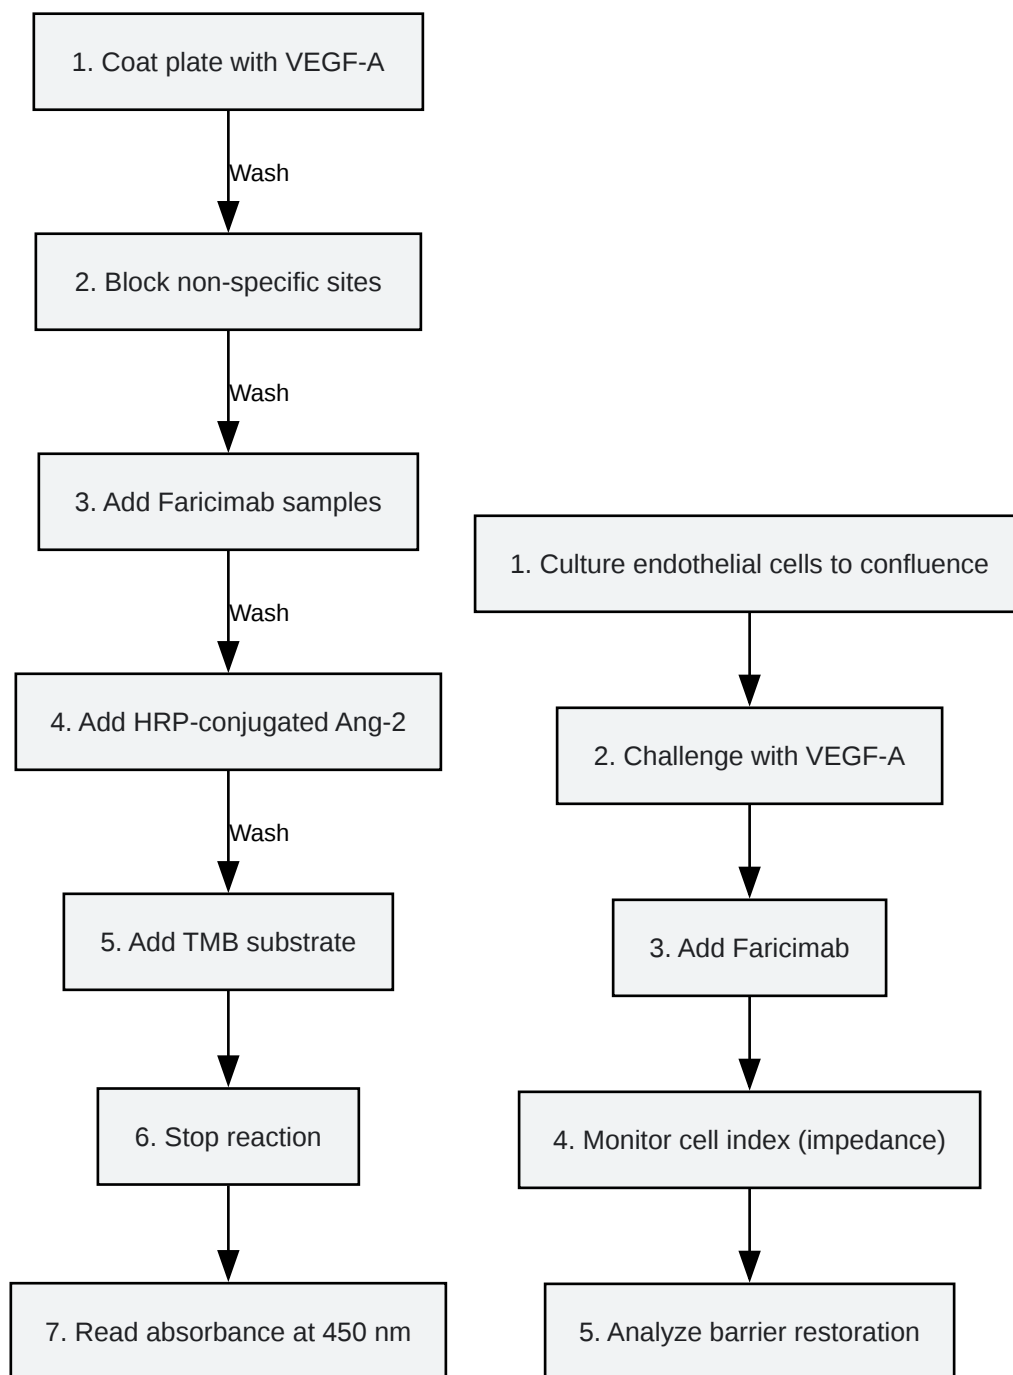 1. Coat plate with VEGF-A
Wash
2. Block non-specific sites
Wash
3. Add Faricimab samples
Wash
4. Add HRP-conjugated Ang-2
Wash
5. Add TMB substrate
6. Stop reaction
7. Read absorbance at 450 nm
1. Culture endothelial cells to confluence
2. Challenge with VEGF-A
3. Add Faricimab
4. Monitor cell index (impedance)
5. Analyze barrier restoration